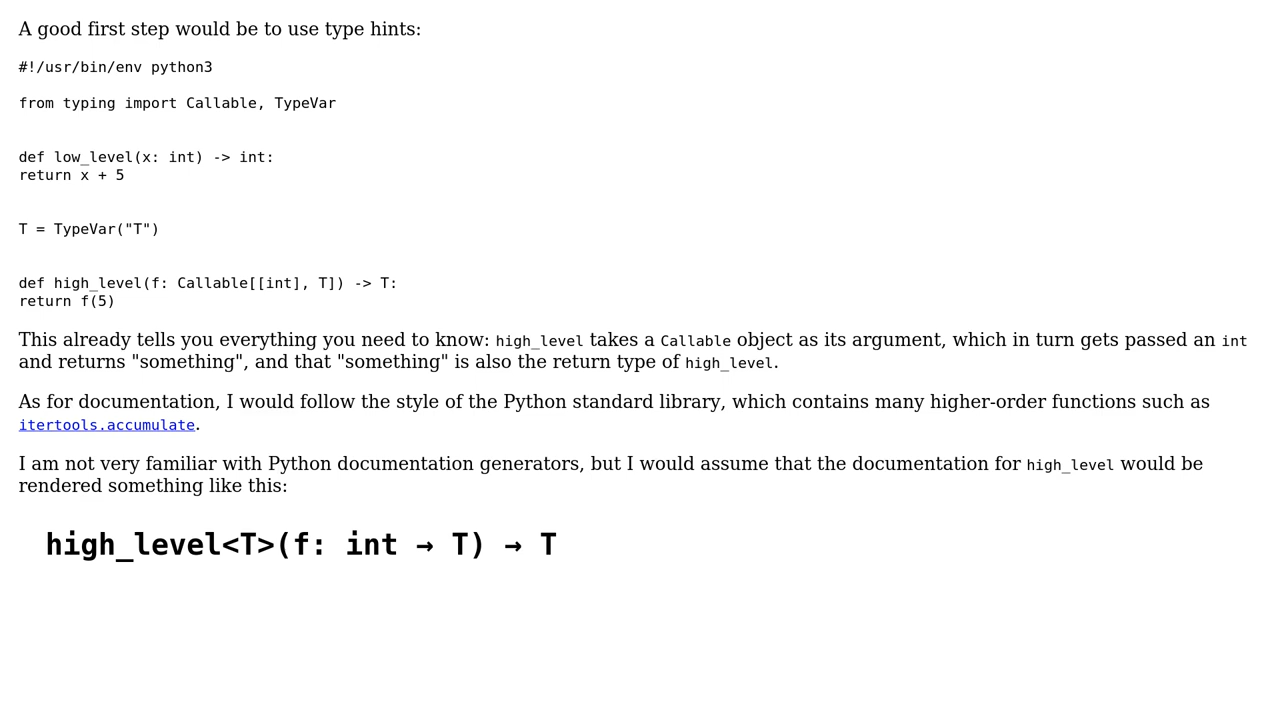 A good first step would be to use type hints:
#!/usr/bin/env python3
from typing import Callable, TypeVar
def low_level(x: int) -> int:
return x + 5
T = TypeVar("T")
def high_level(f: Callable[[int], T]) -> T:
return f(5)
This already tells you everything you need to know: high_level takes a Callable object as its argument, which in turn gets passed an int
and returns "something", and that "something" is also the return type of high_level.
As for documentation, I would follow the style of the Python standard library, which contains many higher-order functions such as
itertools.accumulate.
I am not very familiar with Python documentation generators, but I would assume that the documentation for high_level would be
rendered something like this:
high_level<T>(f: int → T) → T